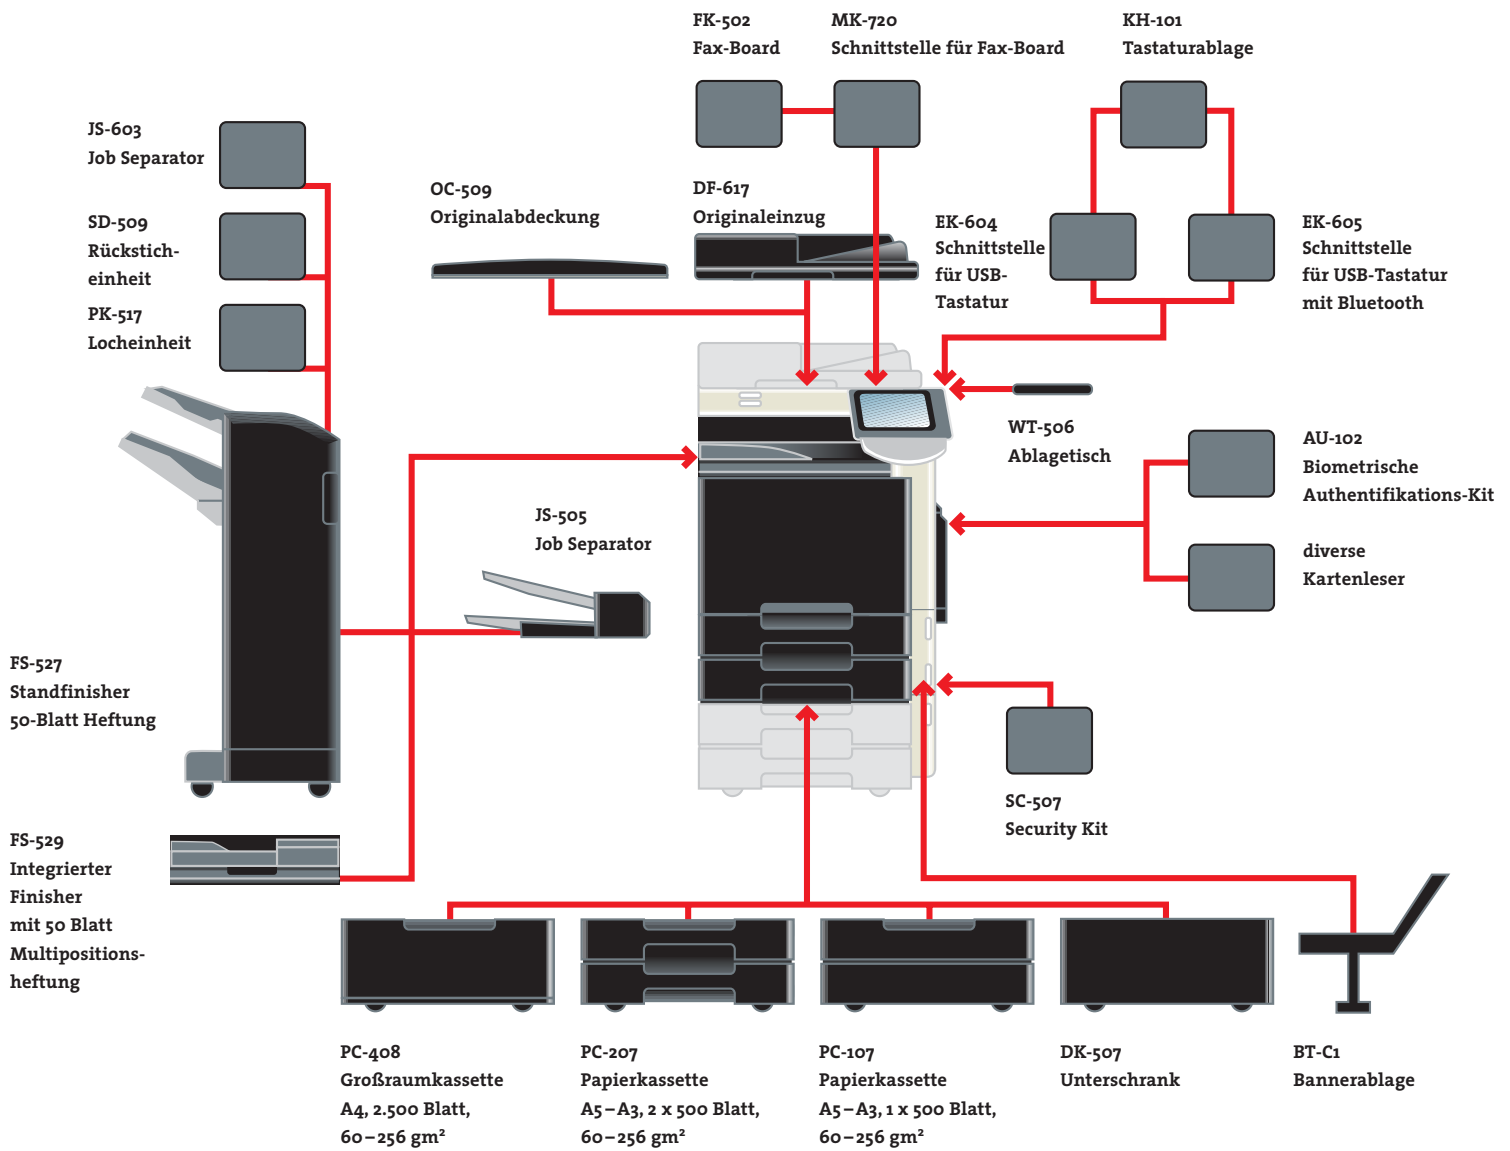 FK-502
Fax-Board
MK-720
Schnittstelle für Fax-Board
KH-101
Tastaturablage
JS-603
Job Separator
SD-509
Rückstich-
einheit
PK-517
Locheinheit
OC-509
Originalabdeckung
DF-617
Originaleinzug
EK-604
Schnittstelle
für USB-
Tastatur
EK-605
Schnittstelle
für USB-Tastatur
mit Bluetooth
WT-506
Ablagetisch
AU-102
Biometrische
Authentifikations-Kit
diverse
Kartenleser
JS-505
Job Separator
FS-527
Standfinisher
50-Blatt Heftung
SC-507
Security Kit
FS-529
Integrierter
Finisher
mit 50 Blatt
Multipositions-
heftung
PC-408
Großraumkassette
A4, 2.500 Blatt,
60–256 gm²
PC-207
Papierkassette
A5–A3, 2 x 500 Blatt,
60–256 gm²
PC-107
Papierkassette
A5–A3, 1 x 500 Blatt,
60–256 gm²
DK-507
Unterschrank
BT-C1
Bannerablage